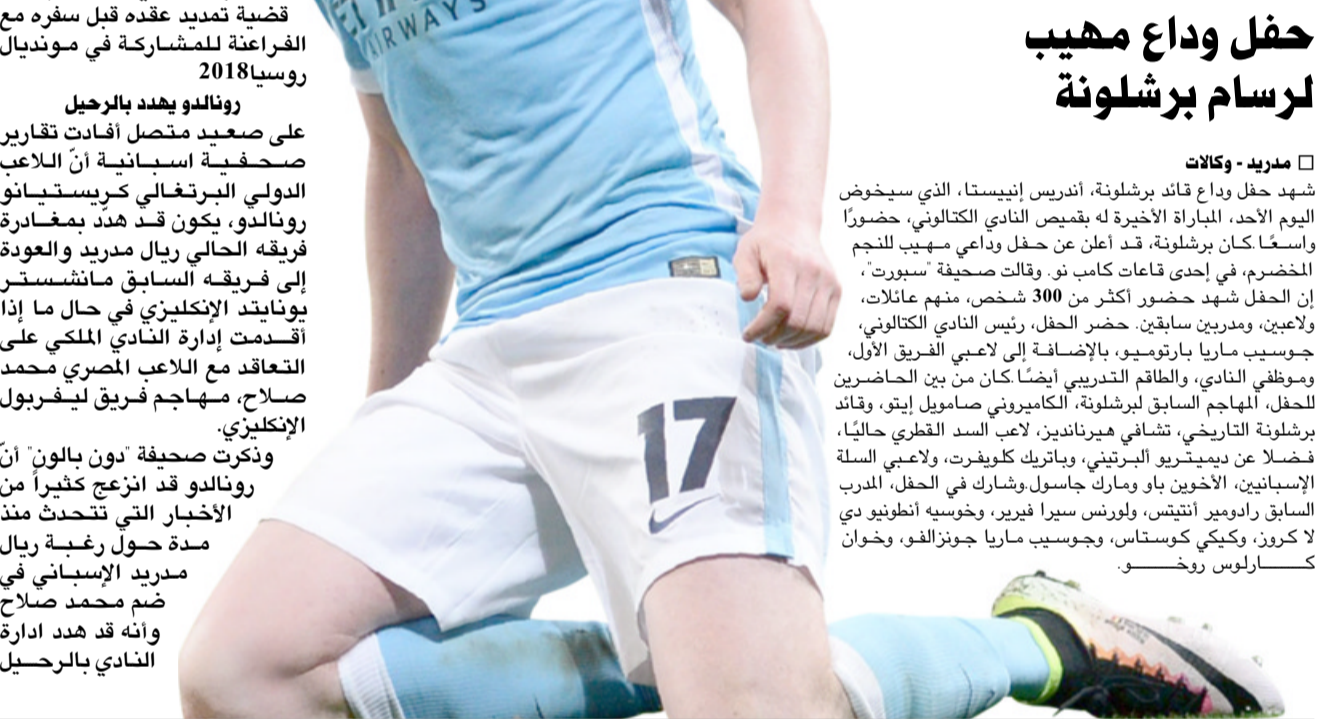 حفل وداع مهيب
لرسام برشلونة
□ مدريد - وكالات
شهد حفل وداع قائد برشلونة، أندريس إنييستا، الذي سيخوض
اليوم الأحد، المباراة الأخيرة له بقميص النادي الكتالوني، حضورًا
واسعًا.كان برشلونة، قد أعلن عن حفل وداعي مهيب للنجم
المخضرم، في إحدى قاعات كامب نو. وقالت صحيفة "سبورت"،
إن الحفل شهد حضور أكثر من 300 شخص، منهم عائلات،
ولاعبين، ومدربين سابقين. حضر الحفل، رئيس النادي الكتالوني،
جوسيب ماريا بارتوميو، بالإضافة إلى لاعبي الفريق الأول،
وموظفي النادي، والطاقم التدريبي أيضًا.كان من بين الحاضرين
للحفل، المهاجم السابق لبرشلونة، الكاميروني صامويل إيتو، وقائد
برشلونة التاريخي، تشافي هيرنانديز، لاعب السد القطري حاليًا،
فضلا عن ديميتريو ألبرتيني، وباتريك كلويفرت، ولاعبي السلة
الإسبانيين، الأخوين باو ومارك جاسول.وشارك في الحفل، المدرب
السابق رادومير أنتيتس، ولورنس سيرا فيرير، وخوسيه أنطونيو دي
لا كروز، وكيكي كوستاس، وجوسيب ماريا جونزالفو، وخوان
كارلوس روخو.
AIRWAYS
17
قضية تمديد عقده قبل سفره مع
الفراعنة للمشاركة في مونديال
روسيا2018
رونالدو يهدد بالرحيل
على صعيد متصل أفادت تقارير
صحفية اسبانية أنّ اللاعب
الدولي البرتغالي كريستيانو
رونالدو، يكون قد هدّد بمغادرة
فريقه الحالي ريال مدريد والعودة
إلى فريقه السابق مانشستر
يونايتد الإنكليزي في حال ما إذا
أقدمت إدارة النادي الملكي على
التعاقد مع اللاعب المصري محمد
صلاح، مهاجم فريق ليفربول
الإنكليزي.
وذكرت صحيفة "دون بالون" أنّ
رونالدو قد انزعج كثيراً من
الأخبار التي تتحدث منذ
مدة حول رغبة ريال
مدريد الإسباني في
ضم محمد صلاح
وأنه قد هدد ادارة
النادي بالرحيل